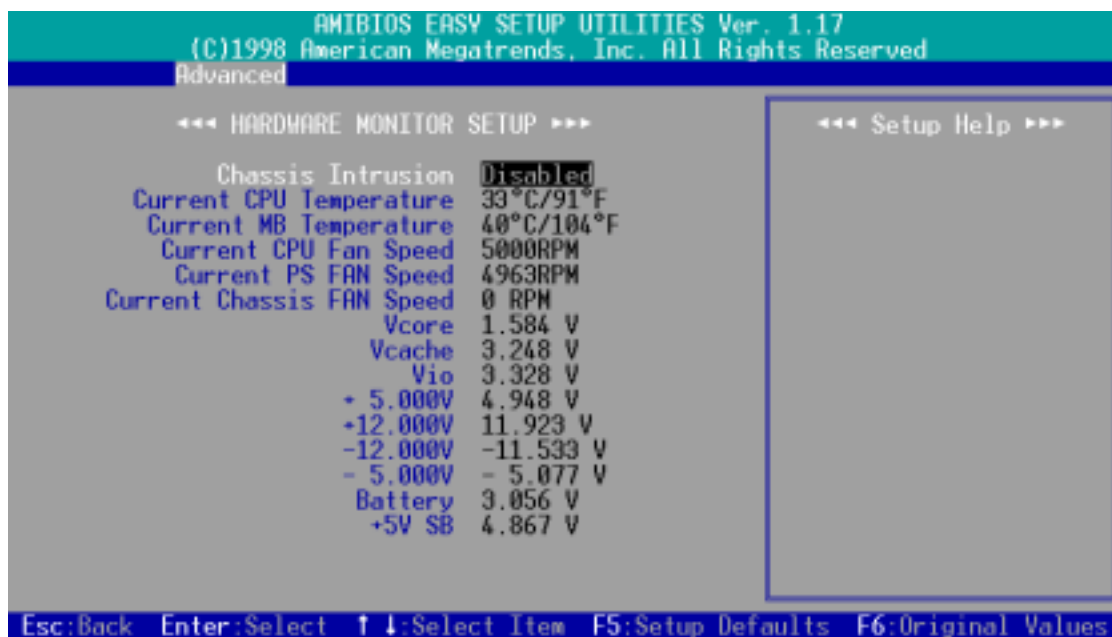 AMIBIOS EASY SETUP UTILITIES Ver. 1.17
(C)1998 American Megatrends, Inc. All Rights Reserved
Advanced
◄◄◄ HARDWARE MONITOR SETUP ►►►
◄◄◄ Setup Help ►►►
Chassis Intrusion Disabled
Current CPU Temperature 33°C/91°F
Current MB Temperature 40°C/104°F
Current CPU Fan Speed 5000RPM
Current PS FAN Speed 4963RPM
Current Chassis FAN Speed 0 RPM
Vcore 1.584 V
Vcache 3.248 V
Vio 3.328 V
+ 5.000V 4.948 V
+12.000V 11.923 V
-12.000V -11.533 V
- 5.000V - 5.077 V
Battery 3.056 V
+5V SB 4.867 V
Esc:Back Enter:Select ↑ ↓:Select Item F5:Setup Defaults F6:Original Values